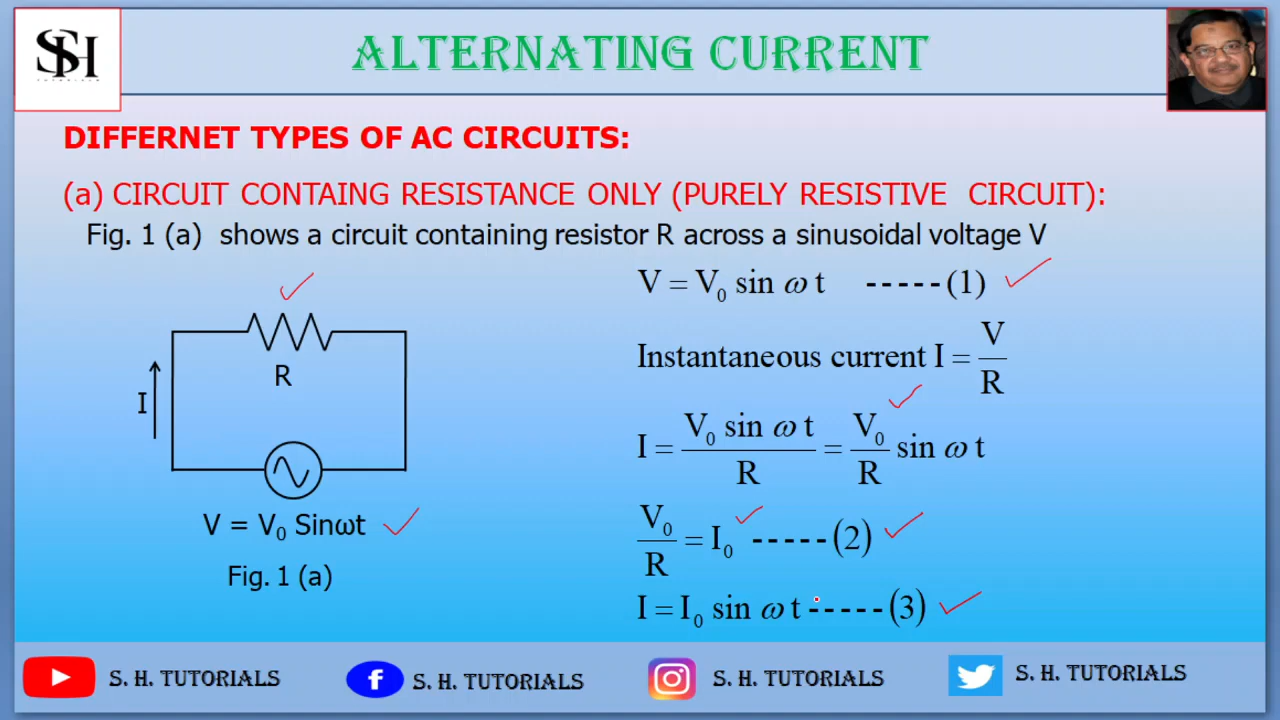 SH
TUTORIALS
ALTERNATING CURRENT
DIFFERNET TYPES OF AC CIRCUITS:
(a) CIRCUIT CONTAING RESISTANCE ONLY (PURELY RESISTIVE CIRCUIT):
Fig. 1 (a) shows a circuit containing resistor R across a sinusoidal voltage V
R
I
V = V₀ Sinωt
Fig. 1 (a)
V = V₀ sin ω t -----(1)
Instantaneous current I = V/R
I = V₀ sin ω t/R = V₀/R sin ω t
V₀/R = I₀ -----(2)
I = I₀ sin ω t -----(3)
S. H. TUTORIALS
S. H. TUTORIALS
S. H. TUTORIALS
S. H. TUTORIALS